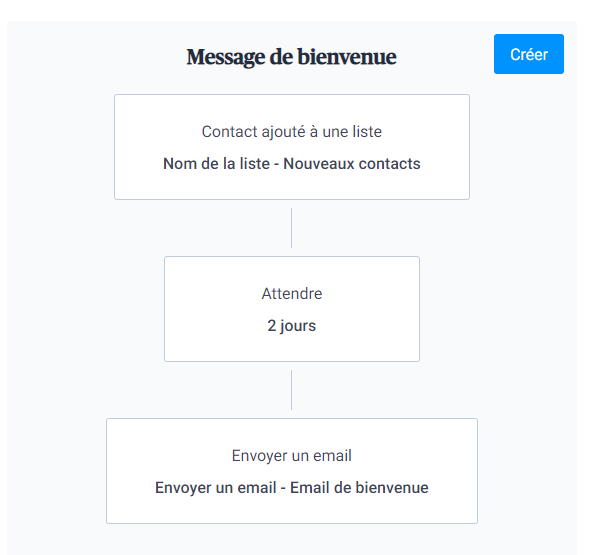 Message de bienvenue
Créer
Contact ajouté à une liste
Nom de la liste - Nouveaux contacts
Attendre
2 jours
Envoyer un email
Envoyer un email - Email de bienvenue